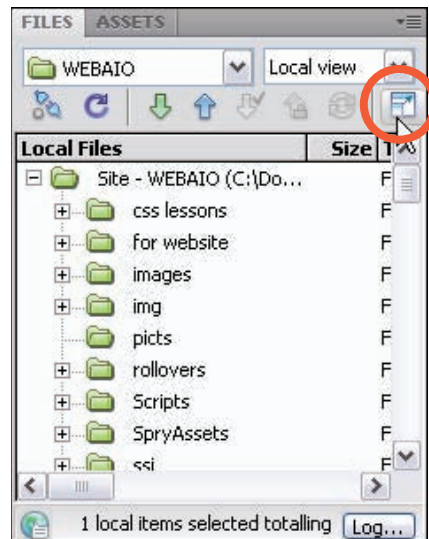 FILES ASSETS
WEBAIO Local view
Local Files Size
Site - WEBAIO (C:\Do... F
css lessons F
for website F
images F
img F
picts F
rollovers F
Scripts F
SpryAssets F
ssi F
1 local items selected totalling Log...